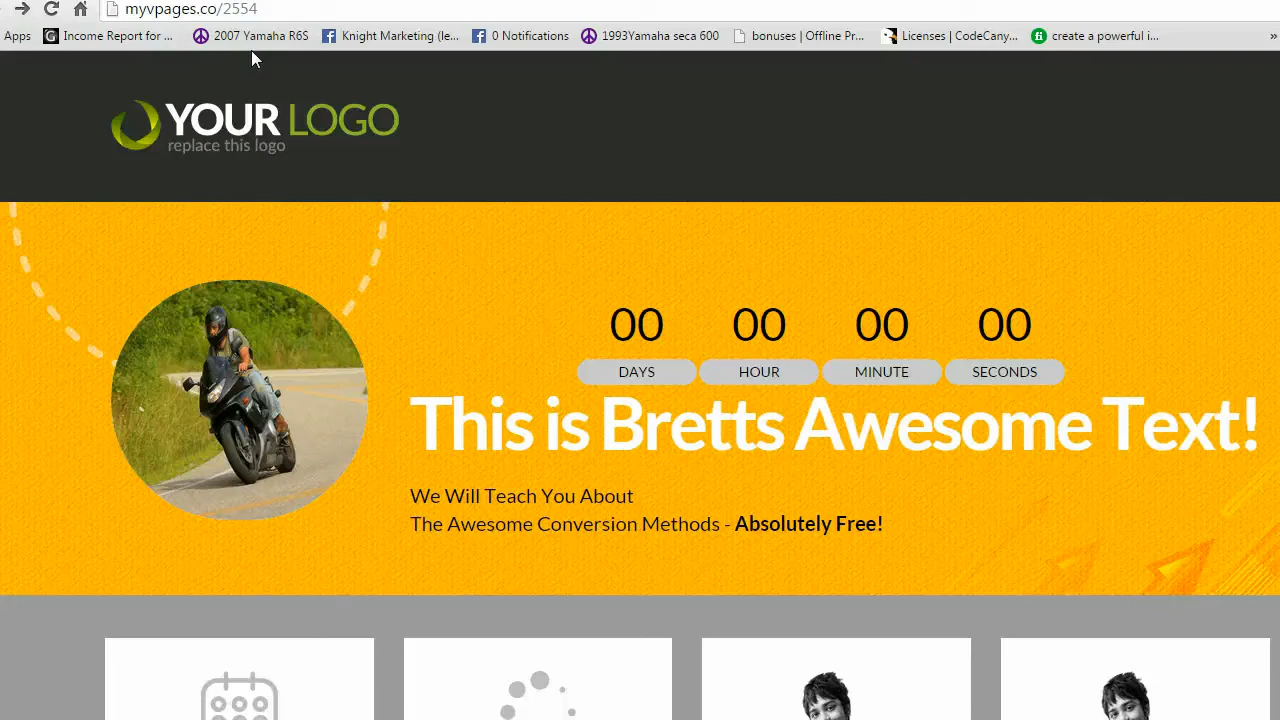 myvpages.co/2554
Apps Income Report for ... 2007 Yamaha R6S Knight Marketing (le... 0 Notifications 1993Yamaha seca 600 bonuses | Offline Pr... Licenses | CodeCany... create a powerful i... »
YOUR LOGO
replace this logo
00 00 00 00
DAYS HOUR MINUTE SECONDS
This is Bretts Awesome Text!
We Will Teach You About
The Awesome Conversion Methods - Absolutely Free!